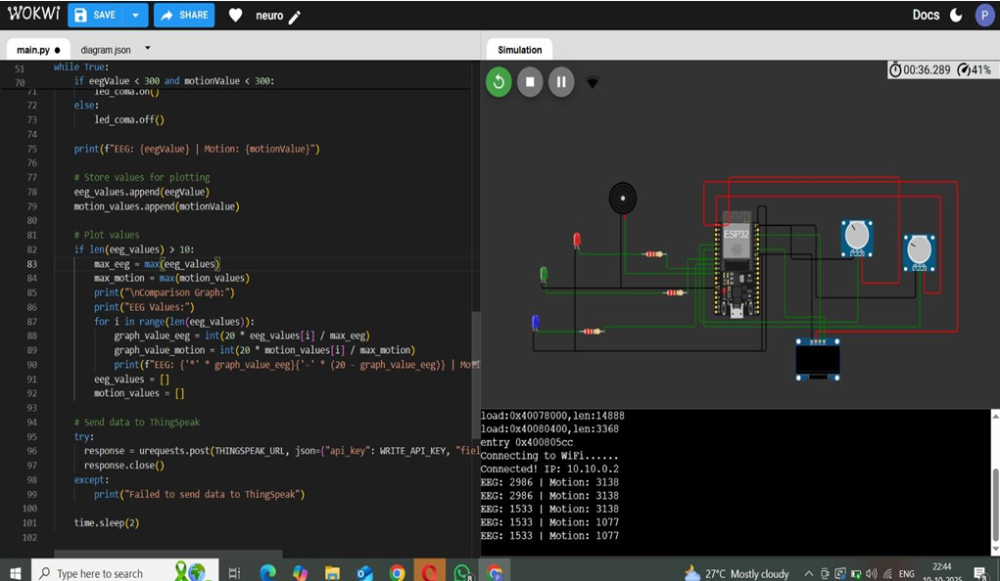 WOKWI SAVE SHARE neuro Docs P
main.py diagram.json Simulation
00:36.289 41%
51 while True:
70 if eegValue < 300 and motionValue < 300:
71 led_coma.on()
72 else:
73 led_coma.off()
74
75 print(f"EEG: {eegValue} | Motion: {motionValue}")
76
77 # Store values for plotting
78 eeg_values.append(eegValue)
79 motion_values.append(motionValue)
80
81 # Plot values
82 if len(eeg_values) > 10:
83 max_eeg = max(eeg_values)
84 max_motion = max(motion_values)
85 print("\nComparison Graph:")
86 print("EEG Values:")
87 for i in range(len(eeg_values)):
88 graph_value_eeg = int(20 * eeg_values[i] / max_eeg)
89 graph_value_motion = int(20 * motion_values[i] / max_motion)
90 print(f"EEG: {'*' * graph_value_eeg}{'-' * (20 - graph_value_eeg)} | Mot
91 eeg_values = []
92 motion_values = []
93
94 # Send data to ThingSpeak
95 try:
96 response = urequests.post(THINGSPEAK_URL, json={"api_key": WRITE_API_KEY, "fiel
97 response.close()
98 except:
99 print("Failed to send data to ThingSpeak")
100
101 time.sleep(2)
102
ESP32
load:0x40078000,len:14888
load:0x40080400,len:3368
entry 0x400805cc
Connecting to WiFi......
Connected! IP: 10.10.0.2
EEG: 2986 | Motion: 3138
EEG: 2986 | Motion: 3138
EEG: 1533 | Motion: 3138
EEG: 1533 | Motion: 1077
EEG: 1533 | Motion: 1077
Type here to search
27°C Mostly cloudy ENG
22:44
10-10-2025